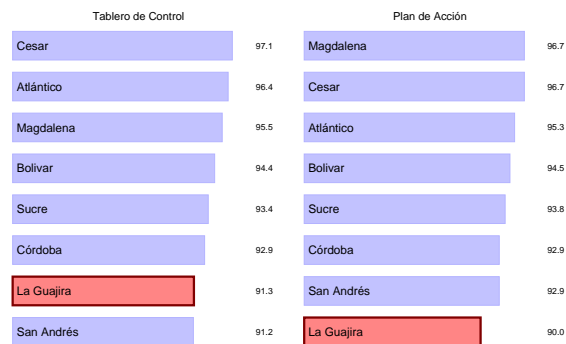 Tablero de Control
Cesar 97.1
Atlántico 96.4
Magdalena 95.5
Bolivar 94.4
Sucre 93.4
Córdoba 92.9
La Guajira 91.3
San Andrés 91.2
Plan de Acción
Magdalena 96.7
Cesar 96.7
Atlántico 95.3
Bolivar 94.5
Sucre 93.8
Córdoba 92.9
San Andrés 92.9
La Guajira 90.0